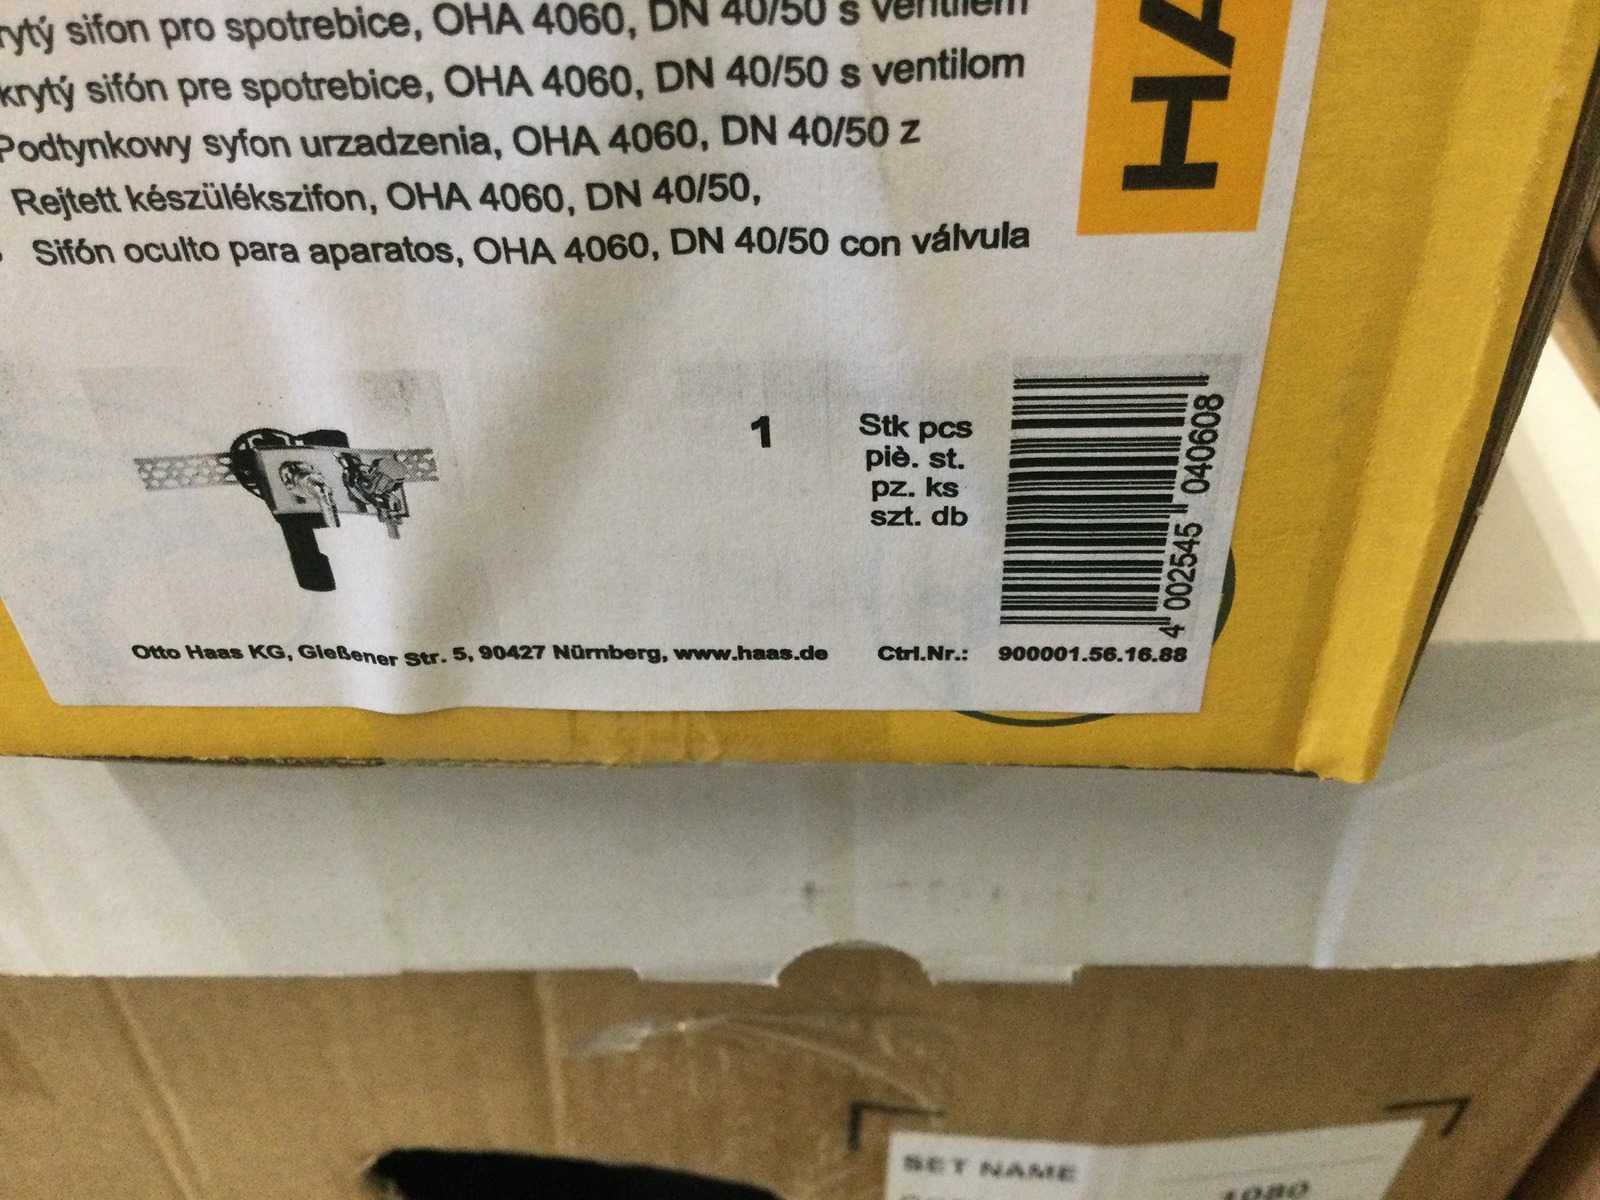 rytý sifon pro spotrebice, OHA 4060, DN 40/50 s ventilem
krytý sifón pre spotrebice, OHA 4060, DN 40/50 s ventilom
Podtynkowy syfon urzadzenia, OHA 4060, DN 40/50 z
Rejtett készülékszifon, OHA 4060, DN 40/50,
Sifón oculto para aparatos, OHA 4060, DN 40/50 con válvula
HA
1
Stk pcs
piè. st.
pz. ks
szt. db
4 002545 040608
Otto Haas KG, Gleßener Str. 5, 90427 Nürnberg, www.haas.de
Ctrl.Nr.: 900001.56.16.88
SET NAME
1080